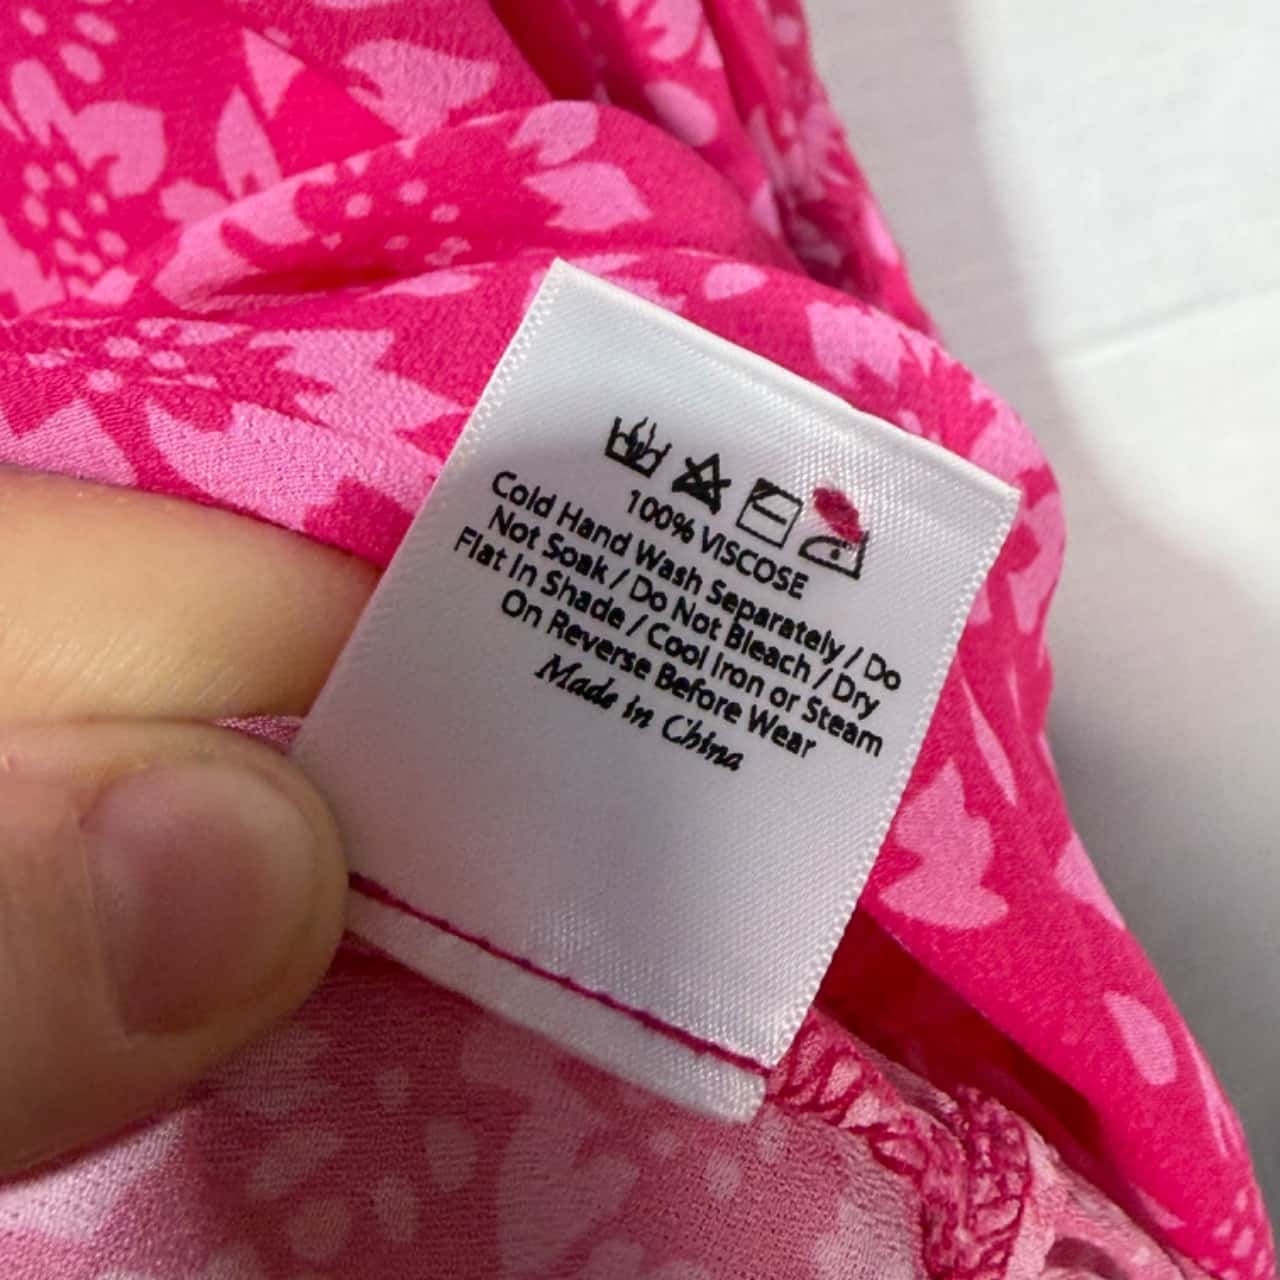 100% VISCOSE
Cold Hand Wash Separately / Do
Not Soak / Do Not Bleach / Dry
Flat In Shade / Cool Iron or Steam
On Reverse Before Wear
Made in China